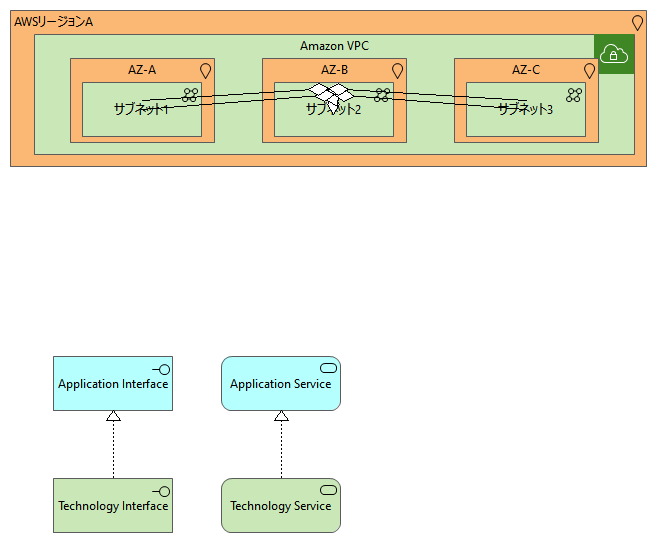 AWSリージョンA
Amazon VPC
AZ-A
AZ-B
AZ-C
サブネット1
サブネット2
サブネット3
Application Interface
Application Service
Technology Interface
Technology Service